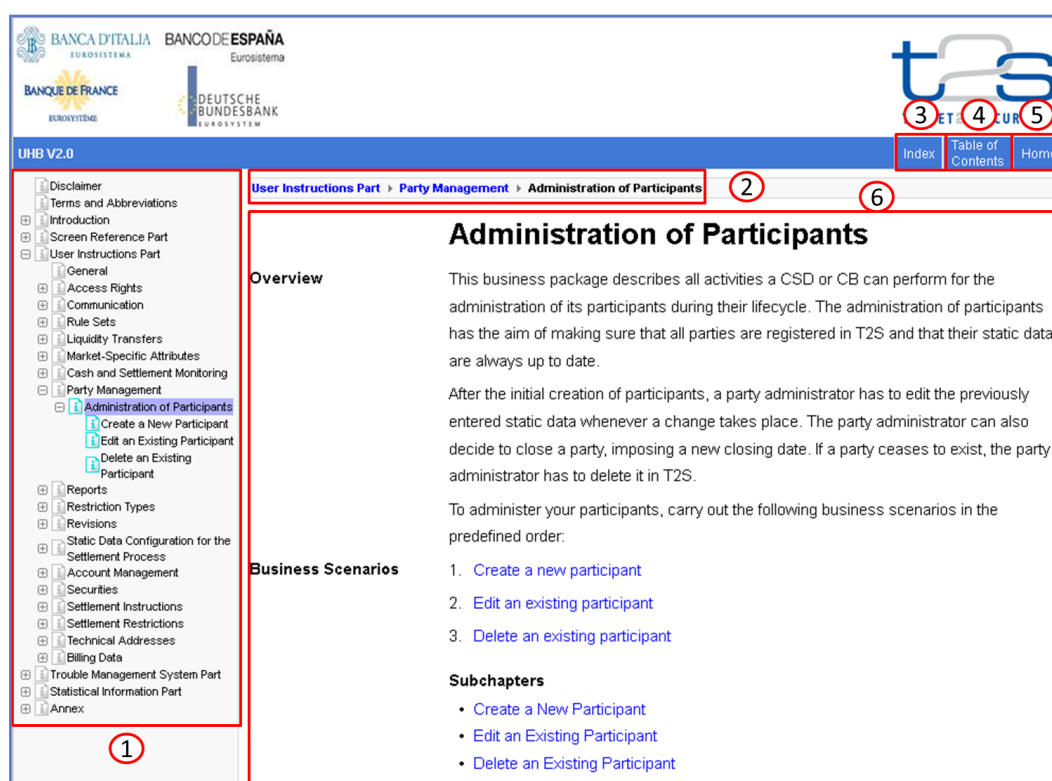 BANCA D'ITALIA
EUROSISTEMA
BANCODEESPAÑA
Eurosistema
BANQUE DE FRANCE
EUROSYSTÈME
DEUTSCHE
BUNDESBANK
EUROSYSTEM
t2s
3
4
5
UHB V2.0
Index
Table of
Contents
Home
Disclaimer
Terms and Abbreviations
Introduction
Screen Reference Part
User Instructions Part
General
Access Rights
Communication
Rule Sets
Liquidity Transfers
Market-Specific Attributes
Cash and Settlement Monitoring
Party Management
Administration of Participants
Create a New Participant
Edit an Existing Participant
Delete an Existing
Participant
Reports
Restriction Types
Revisions
Static Data Configuration for the
Settlement Process
Account Management
Securities
Settlement Instructions
Settlement Restrictions
Technical Addresses
Billing Data
Trouble Management System Part
Statistical Information Part
Annex
1
User Instructions Part Party Management Administration of Participants
2
6
Administration of Participants
Overview
This business package describes all activities a CSD or CB can perform for the
administration of its participants during their lifecycle. The administration of participants
has the aim of making sure that all parties are registered in T2S and that their static data
are always up to date.
After the initial creation of participants, a party administrator has to edit the previously
entered static data whenever a change takes place. The party administrator can also
decide to close a party, imposing a new closing date. If a party ceases to exist, the party
administrator has to delete it in T2S.
To administer your participants, carry out the following business scenarios in the
predefined order:
Business Scenarios
1. Create a new participant
2. Edit an existing participant
3. Delete an existing participant
Subchapters
• Create a New Participant
• Edit an Existing Participant
• Delete an Existing Participant